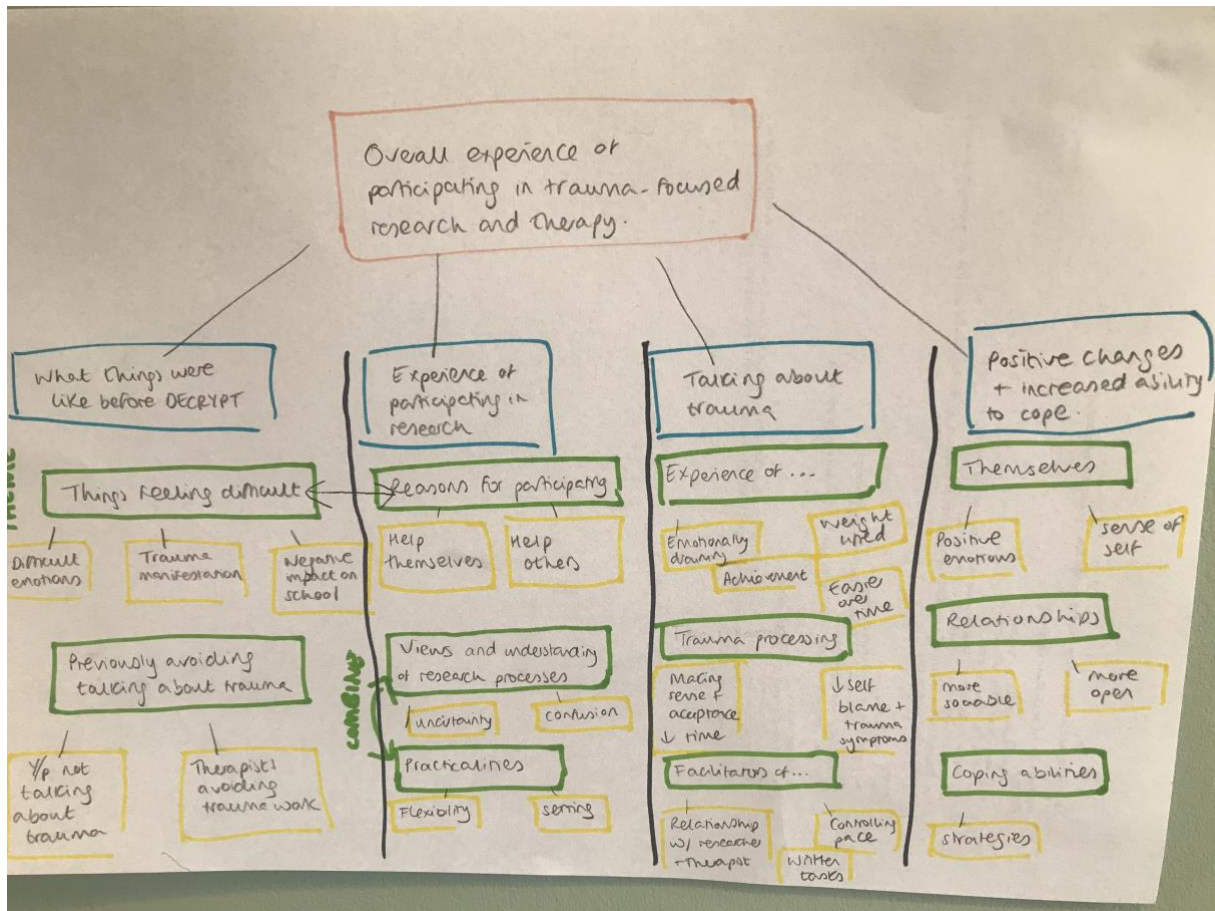 Overall experience of
participating in trauma-focused
research and therapy.
What things were
like before DECRYPT
Things feeling difficult
Difficult
emotions
Trauma
manifestation
Negative
impact on
school
Previously avoiding
talking about trauma
Y/p not
talking
about
trauma
Therapists
avoiding
trauma work
Experience of
participating in
research
Reasons for participating
Help
themselves
Help
others
Views and understanding
of research processes
uncertainty
confusion
COMBINE
Practicalities
Flexibility
setting
Talking about
trauma
Experience of ...
Emotionally
draining
Weight
lifted
Achievement
Easier
over
time
Trauma processing
Making
sense +
acceptance
↓ time
↓ self
blame +
trauma
symptoms
Facilitators of...
Relationship
w/ researcher
+ therapist
Controlling
pace
Written
tasks
Positive changes
+ increased ability
to cope.
Themselves
Positive
emotions
sense of
self
Relationships
more
sociable
more
open
Coping abilities
strategies